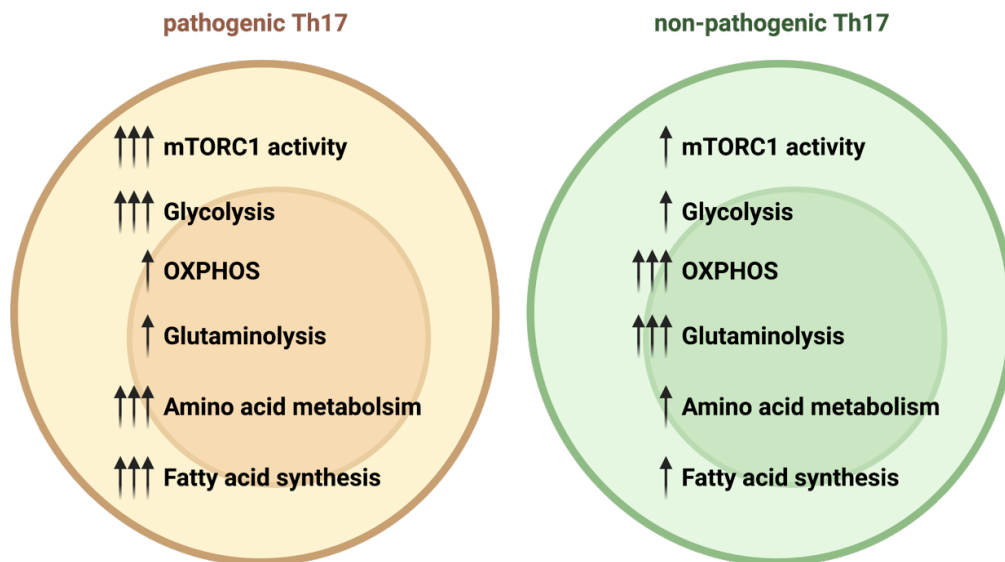 pathogenic Th17
mTORC1 activity
Glycolysis
OXPHOS
Glutaminolysis
Amino acid metabolsim
Fatty acid synthesis
non-pathogenic Th17
mTORC1 activity
Glycolysis
OXPHOS
Glutaminolysis
Amino acid metabolism
Fatty acid synthesis